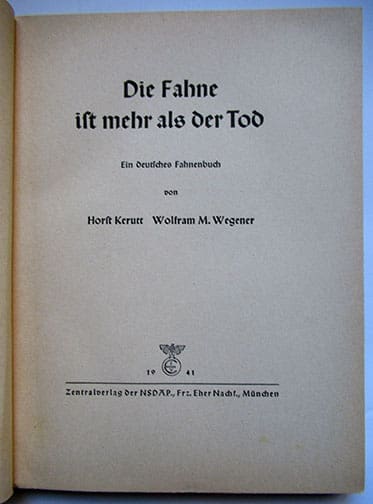 Die Fahne
ist mehr als der Tod
Ein deutsches Fahnenbuch
von
Horst Kerutt Wolfram M. Wegener
19 41
Zentralverlag der NSDAP., Frz. Eher Nachf., München